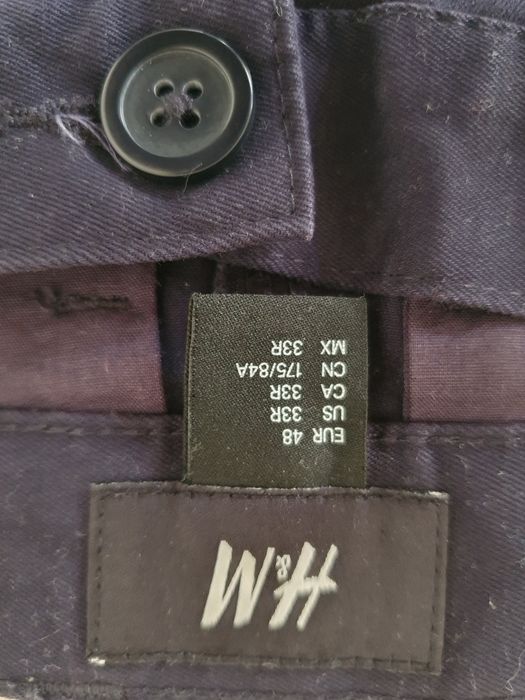 H&M
EUR 48
US 33R
CA 33R
CN 175/84A
MX 33R